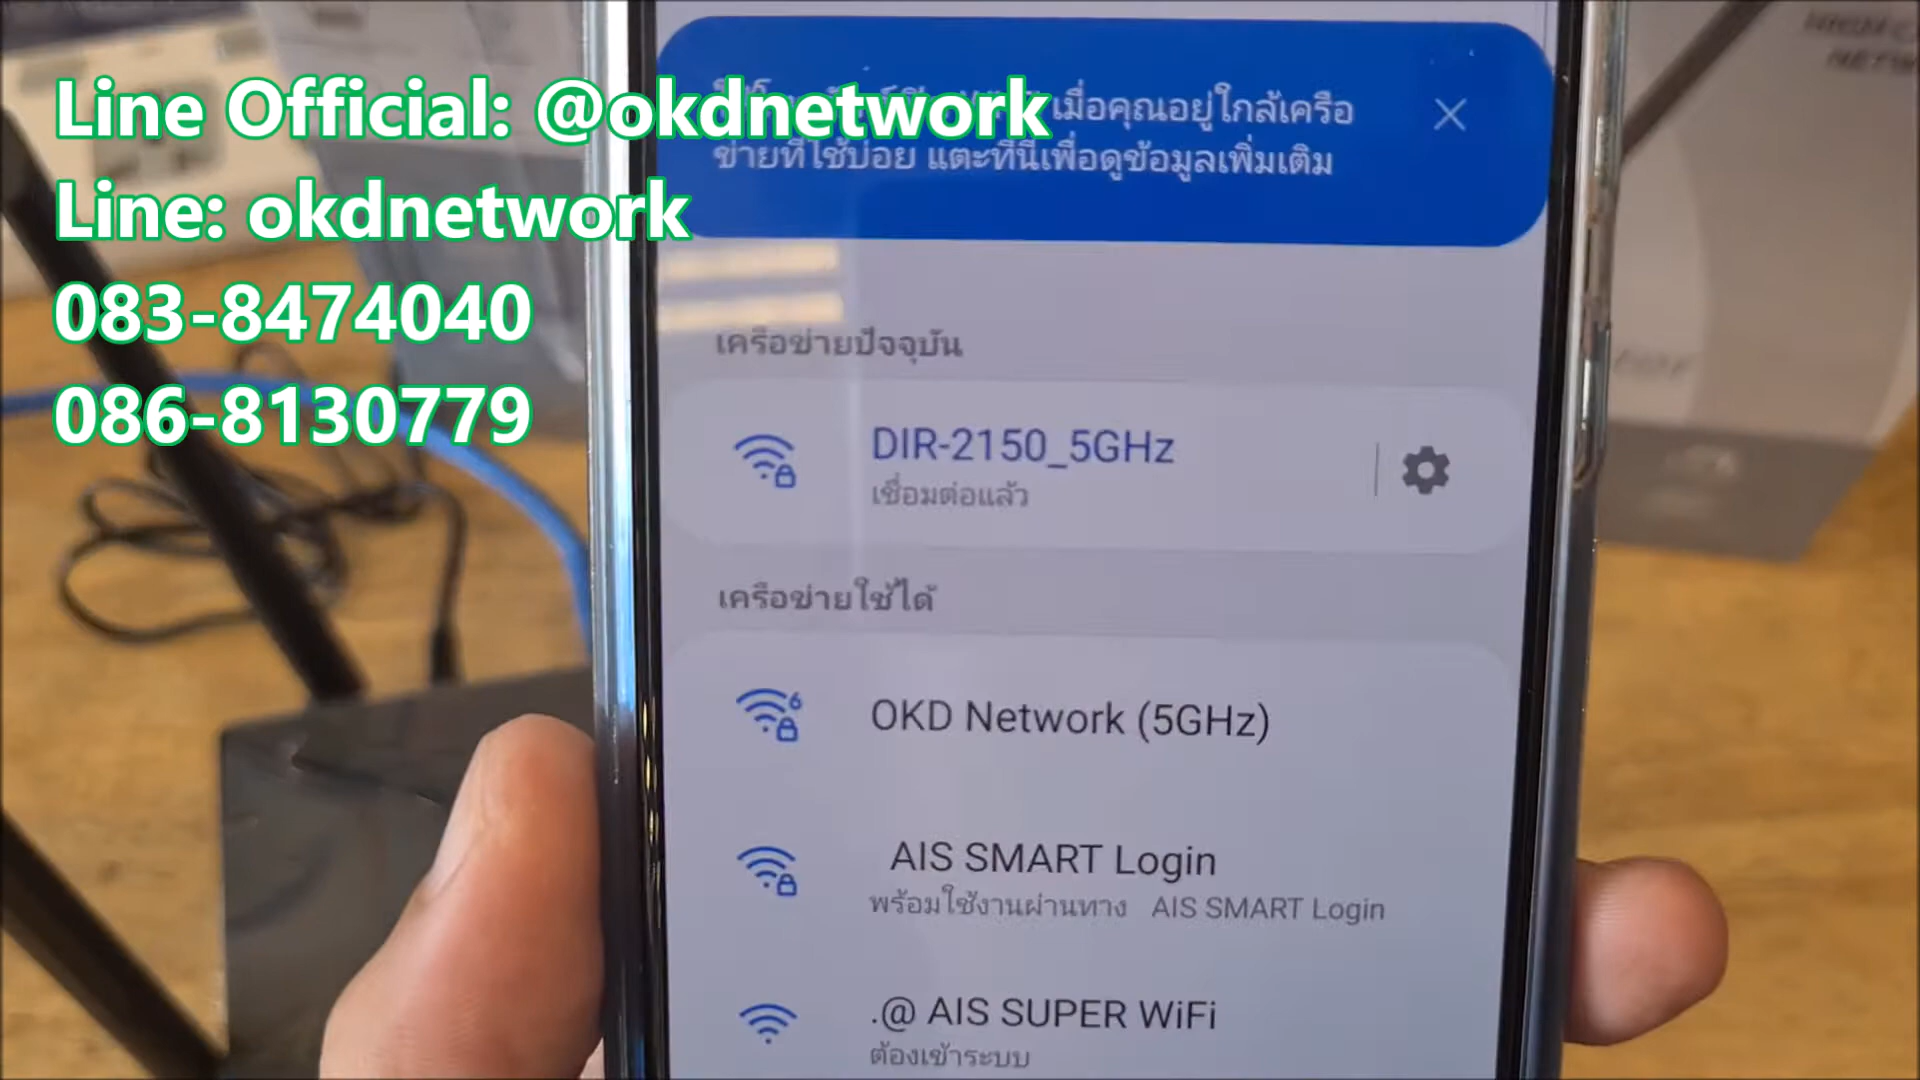 Line Official: @okdnetwork
Line: okdnetwork
083-8474040
086-8130779
เมื่อคุณอยู่ใกล้เครือ
ข่ายที่ใช้บ่อย แตะที่นี่เพื่อดูข้อมูลเพิ่มเติม
เครือข่ายปัจจุบัน
DIR-2150_5GHz
เชื่อมต่อแล้ว
เครือข่ายใช้ได้
OKD Network (5GHz)
AIS SMART Login
พร้อมใช้งานผ่านทาง AIS SMART Login
.@ AIS SUPER WiFi
ต้องเข้าระบบ